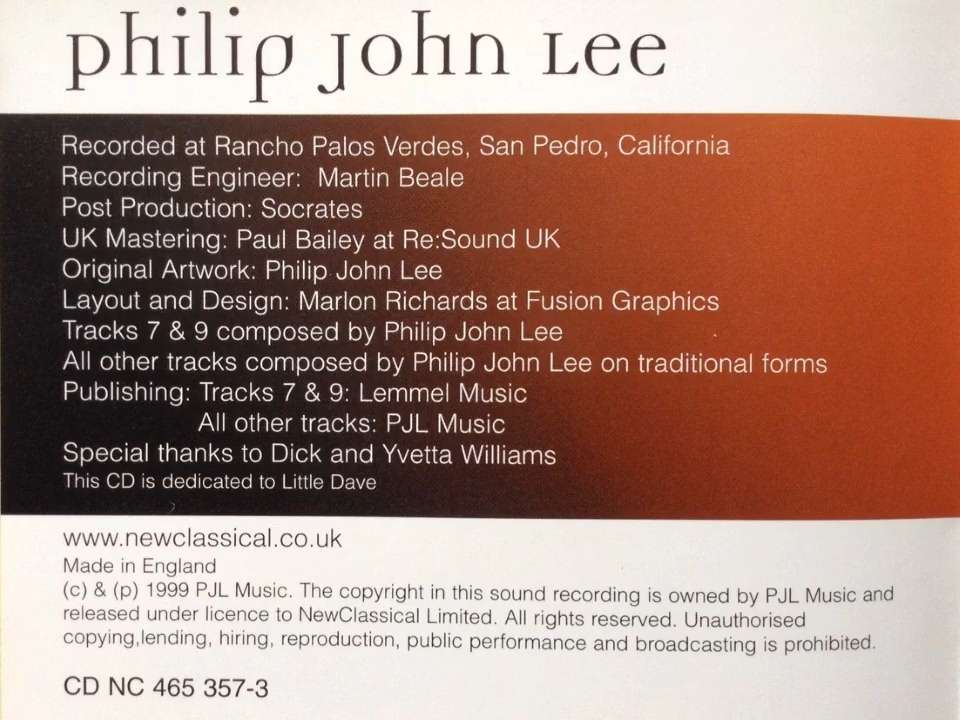 philip john Lee
Recorded at Rancho Palos Verdes, San Pedro, California
Recording Engineer: Martin Beale
Post Production: Socrates
UK Mastering: Paul Bailey at Re:Sound UK
Original Artwork: Philip John Lee
Layout and Design: Marlon Richards at Fusion Graphics
Tracks 7 & 9 composed by Philip John Lee
All other tracks composed by Philip John Lee on traditional forms
Publishing: Tracks 7 & 9: Lemmel Music
All other tracks: PJL Music
Special thanks to Dick and Yvetta Williams
This CD is dedicated to Little Dave
www.newclassical.co.uk
Made in England
(c) & (p) 1999 PJL Music. The copyright in this sound recording is owned by PJL Music and
released under licence to NewClassical Limited. All rights reserved. Unauthorised
copying,lending, hiring, reproduction, public performance and broadcasting is prohibited.
CD NC 465 357-3